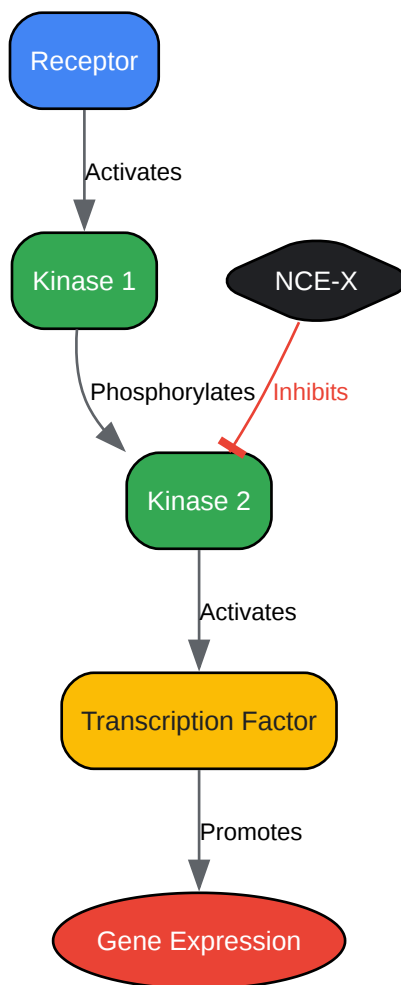 Receptor
Activates
Kinase 1
NCE-X
Phosphorylates
Inhibits
Kinase 2
Activates
Transcription Factor
Promotes
Gene Expression